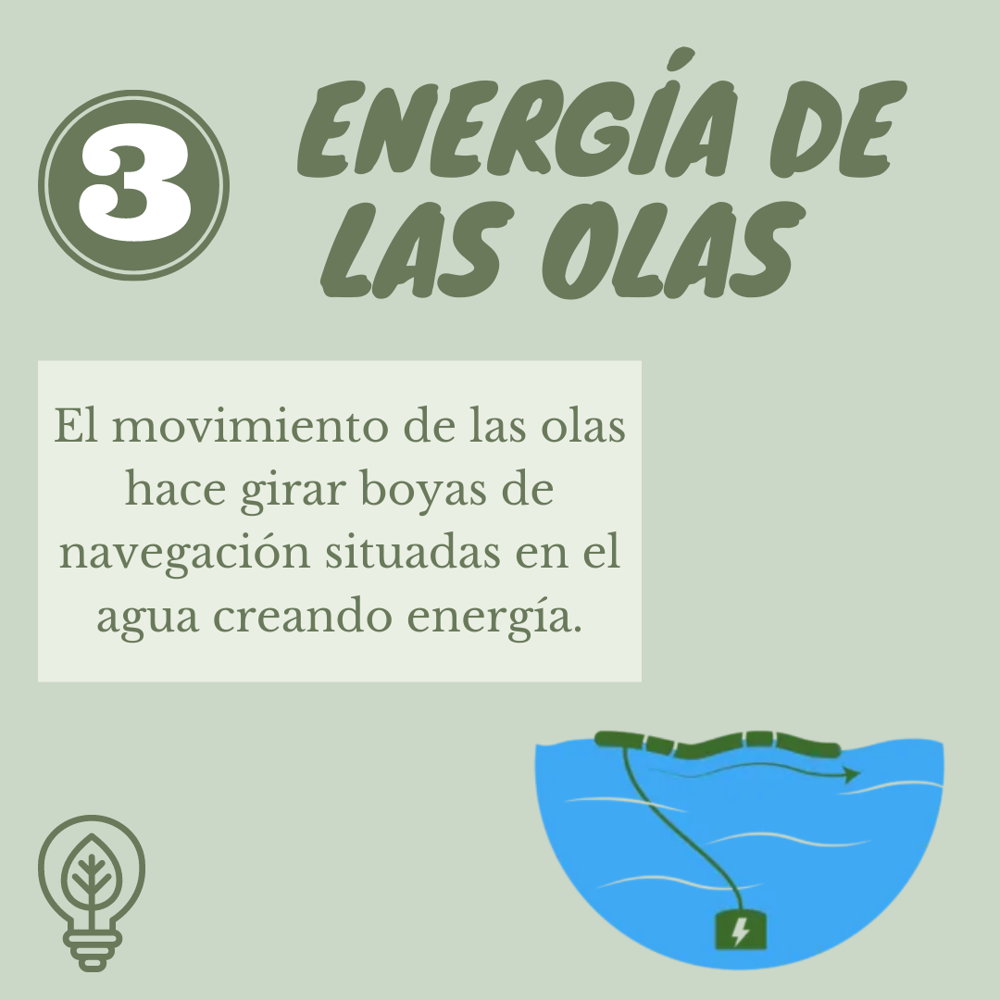 3
ENERGÍA DE
LAS OLAS
El movimiento de las olas
hace girar boyas de
navegación situadas en el
agua creando energía.